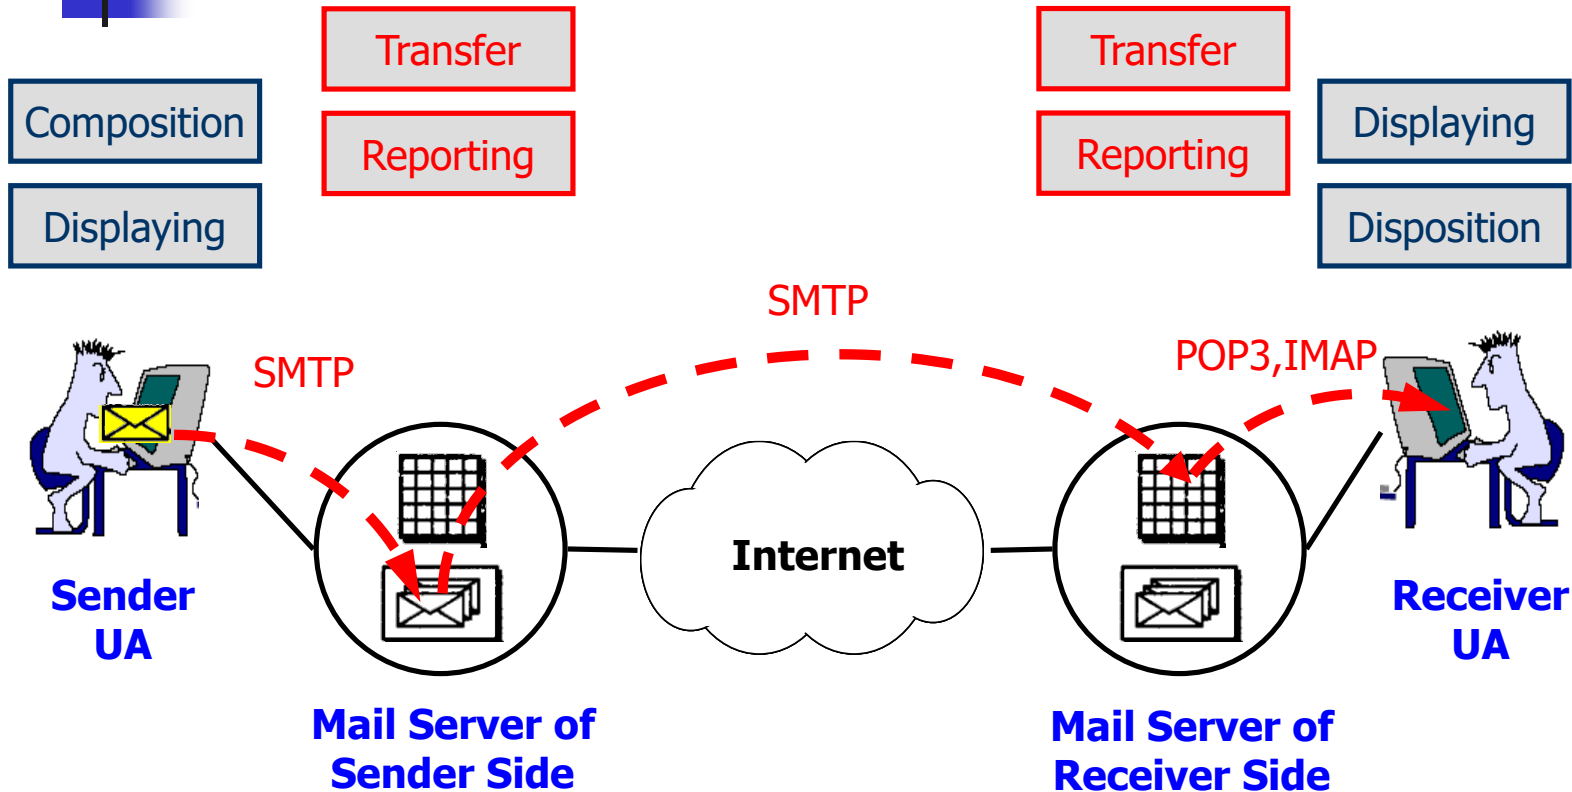 Transfer
Transfer
Composition
Reporting
Reporting
Displaying
Displaying
Disposition
SMTP
SMTP
POP3,IMAP
Internet
Sender
UA
Receiver
UA
Mail Server of
Sender Side
Mail Server of
Receiver Side